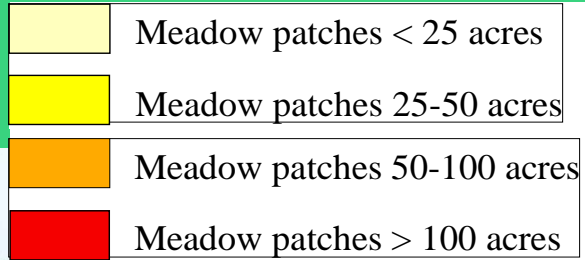 Meadow patches < 25 acres
Meadow patches 25-50 acres
Meadow patches 50-100 acres
Meadow patches > 100 acres